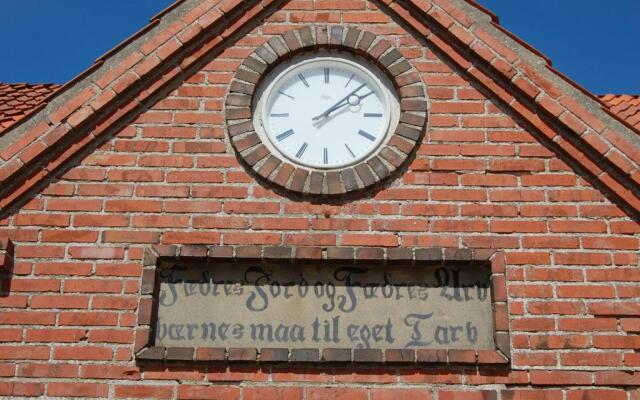 Fædres Jord og Fædres Arv
værnes maa til eget Tarv